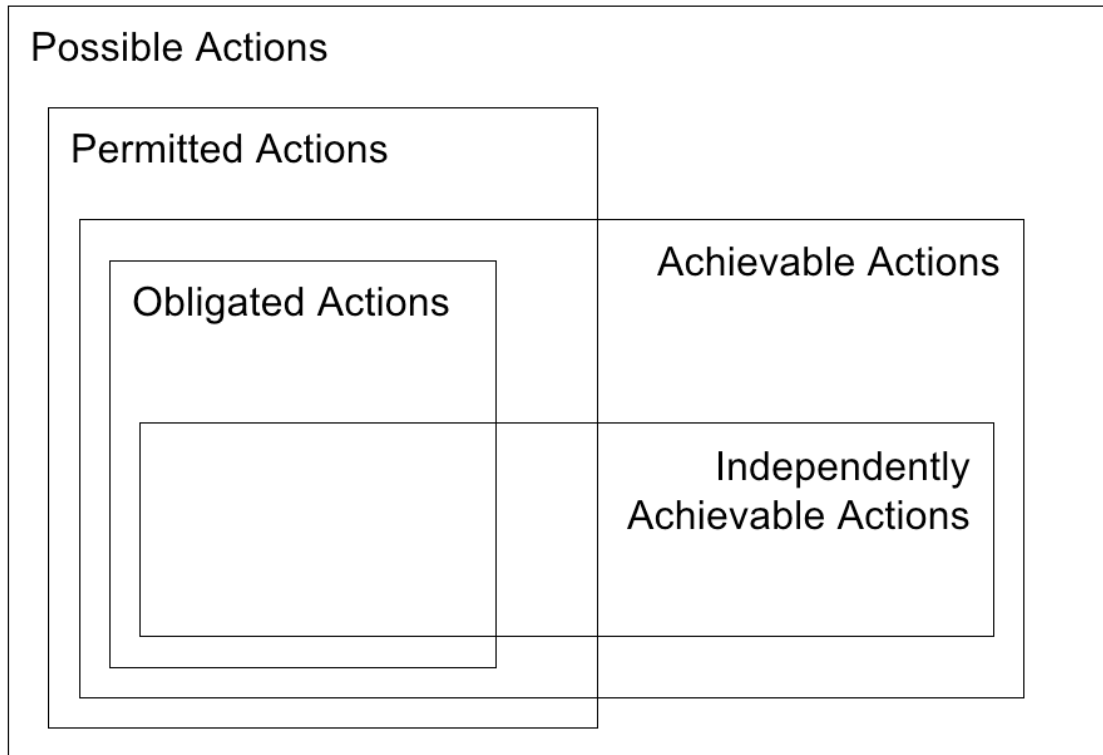 Possible Actions
Permitted Actions
Achievable Actions
Obligated Actions
Independently
Achievable Actions